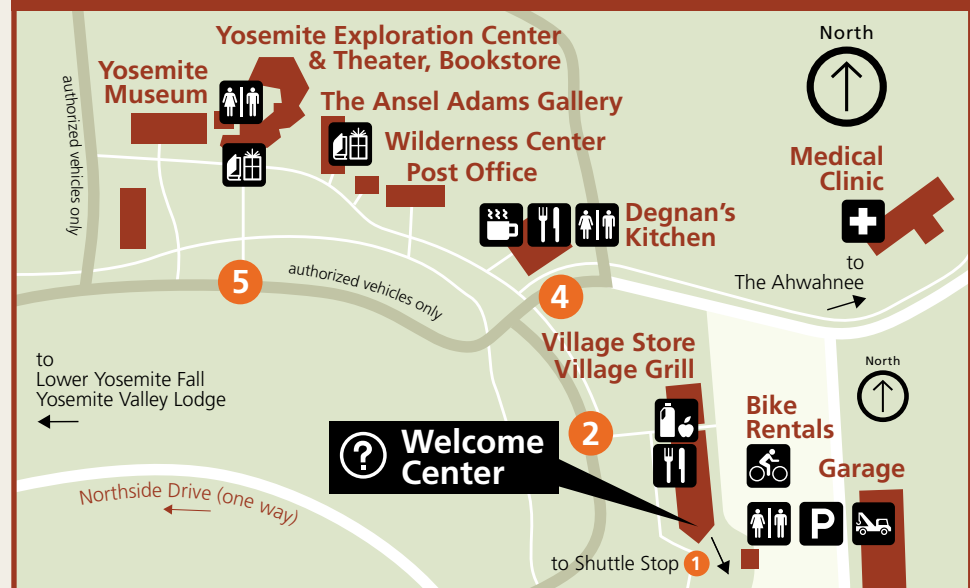 Yosemite Exploration Center
& Theater, Bookstore
North
Yosemite
Museum
authorized vehicles only
The Ansel Adams Gallery
Wilderness Center
Post Office
Medical
Clinic
Degnan's
Kitchen
to
The Ahwahnee
5
authorized vehicles only
4
Village Store
Village Grill
to
Lower Yosemite Fall
Yosemite Valley Lodge
North
2
Bike
Rentals
? Welcome
Center
Garage
Northside Drive (one way)
P
to Shuttle Stop 1